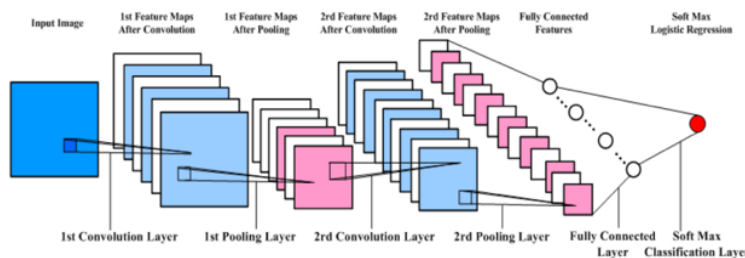 Input Image
1st Feature Maps
After Convolution
1st Feature Maps
After Pooling
2rd Feature Maps
After Convolution
2rd Feature Maps
After Pooling
Fully Connected
Features
Soft Max
Logistic Regression
1st Convolution Layer
1st Pooling Layer
2rd Convolution Layer
2rd Pooling Layer
Fully Connected
Layer
Soft Max
Classification Layer